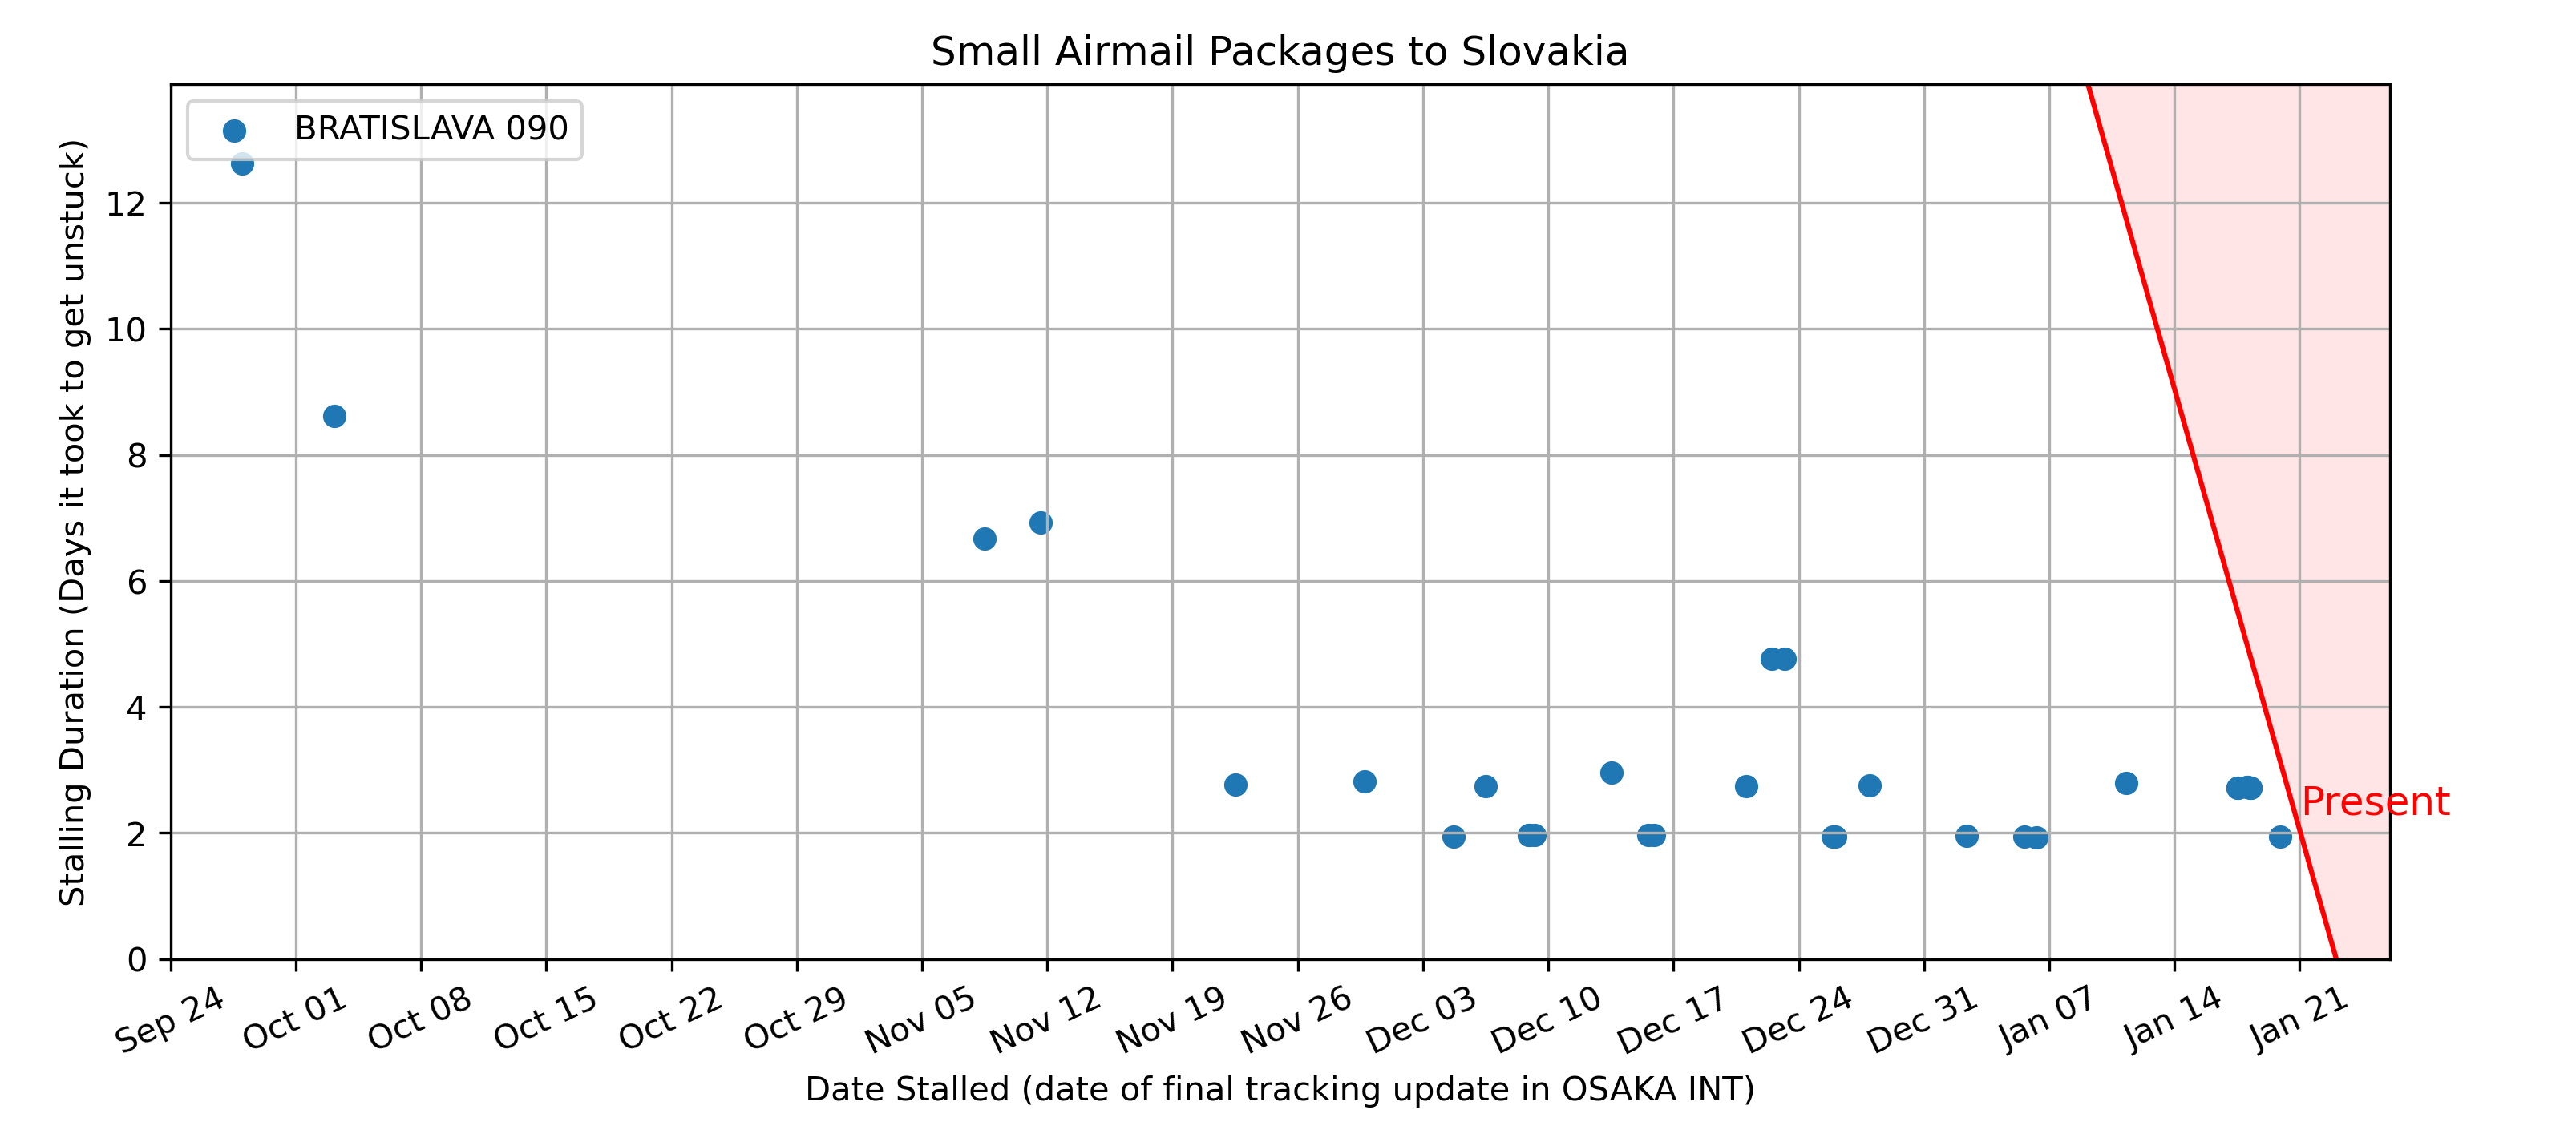 Small Airmail Packages to Slovakia
BRATISLAVA 090
Stalling Duration (Days it took to get unstuck)
12
10
8
6
4
2
0
Present
Sep 24
Oct 01
Oct 08
Oct 15
Oct 22
Oct 29
Nov 05
Nov 12
Nov 19
Nov 26
Dec 03
Dec 10
Dec 17
Dec 24
Dec 31
Jan 07
Jan 14
Jan 21
Date Stalled (date of final tracking update in OSAKA INT)